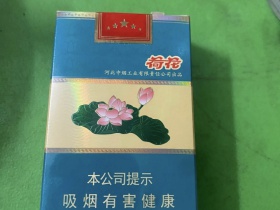 荷花
河北中烟工业有限责任公司出品
本公司提示
吸烟有害健康